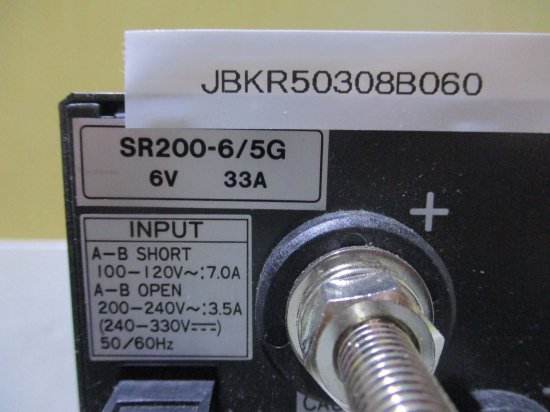 JBKR50308B060
SR200-6/5G
6V 33A
+
INPUT
A-B SHORT
100-120V~:7.0A
A-B OPEN
200-240V~:3.5A
(240-330V⎓)
50/60Hz